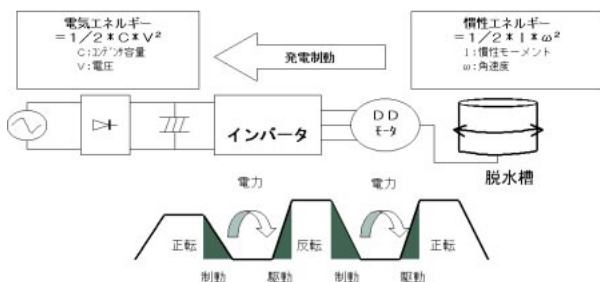 電気エネルギー
=1/2*C*V²
C:コンデンサ容量
V:電圧
発電制動
慣性エネルギー
=1/2*I*ω²
I:慣性モーメント
ω:角速度
インバータ
DD
モータ
脱水槽
電力
電力
正転
反転
正転
制動
駆動
制動
駆動